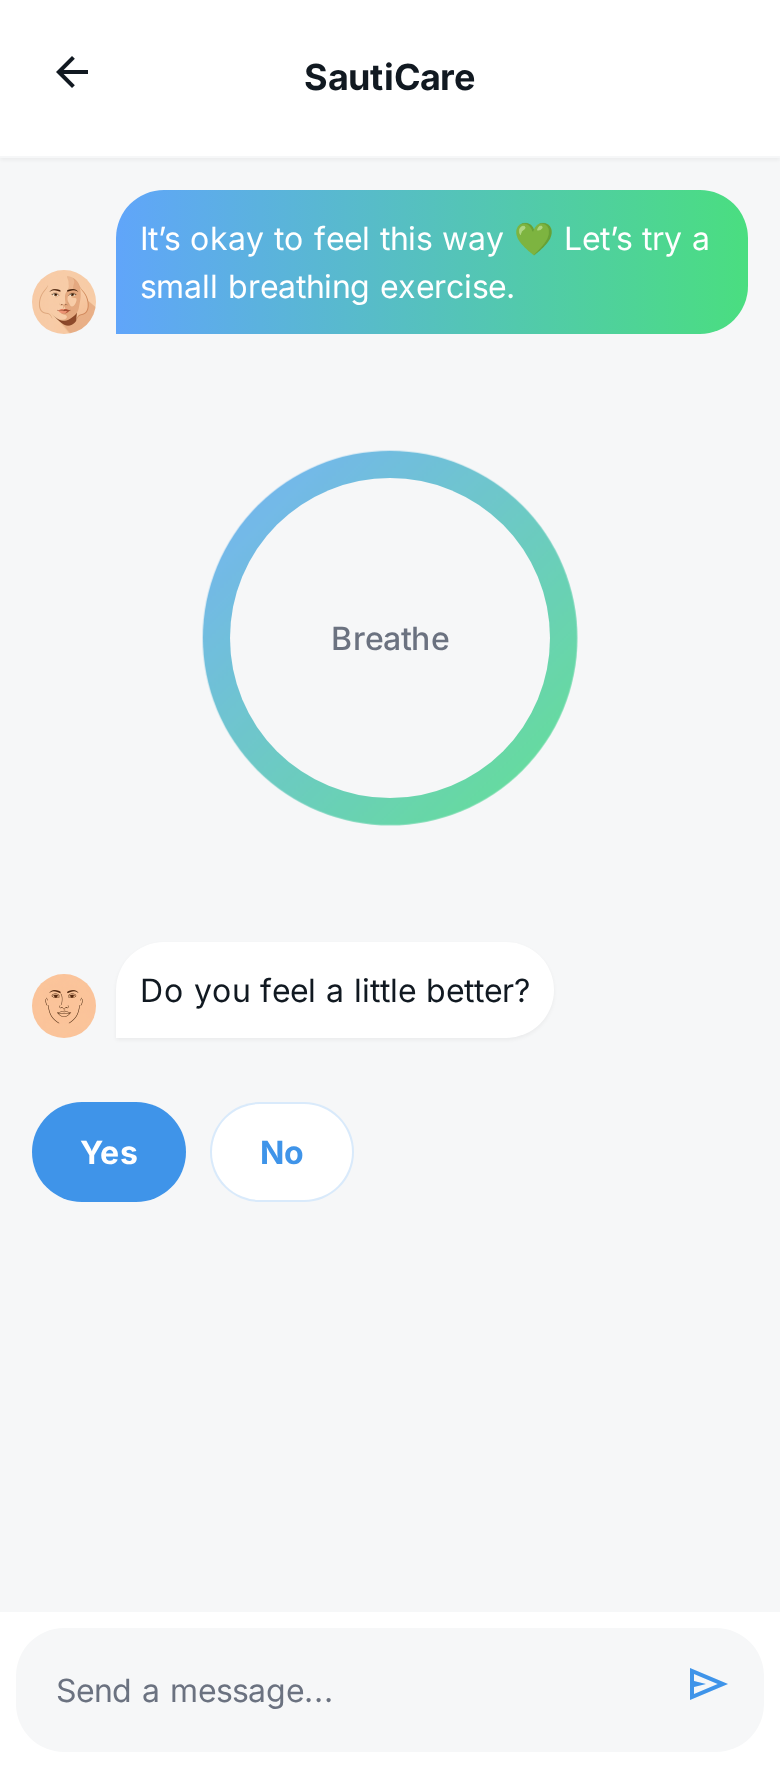 SautiCare
It’s okay to feel this way 💚 Let’s try a
small breathing exercise.
Breathe
Do you feel a little better?
Yes
No
Send a message...